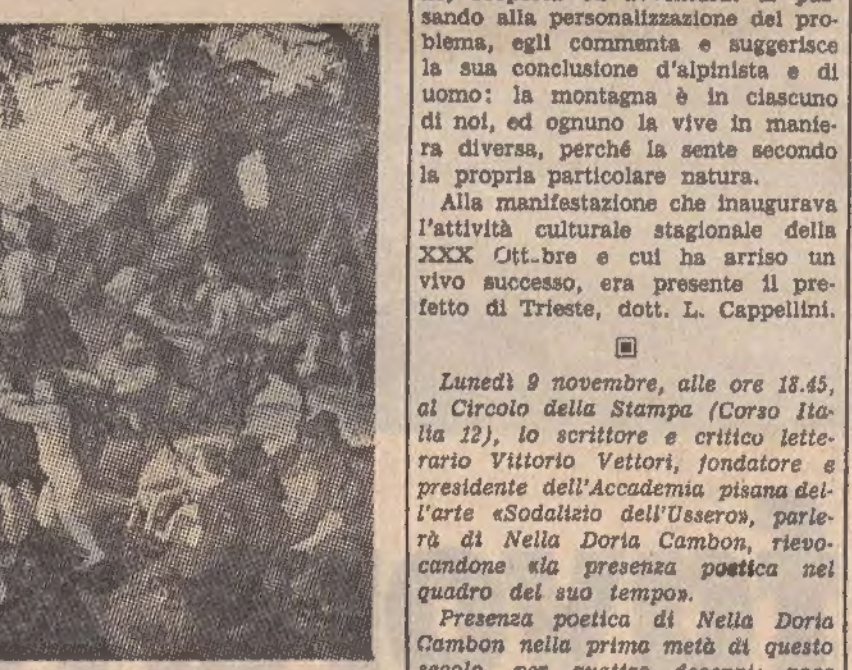 sando alla personalizzazione del pro-
blema, egli commenta e suggerisce
la sua conclusione d'alpinista e di
uomo: la montagna è in ciascuno
di noi, ed ognuno la vive in manie-
ra diversa, perché la sente secondo
la propria particolare natura.
Alla manifestazione che inaugurava
l'attività culturale stagionale della
XXX Ott_bre e cui ha arriso un
vivo successo, era presente il pre-
fetto di Trieste, dott. L. Cappellini.
Lunedì 9 novembre, alle ore 18.45,
al Circolo della Stampa (Corso Ita-
lia 12), lo scrittore e critico lette-
rario Vittorio Vettori, fondatore e
presidente dell'Accademia pisana del-
l'arte «Sodalizio dell'Ussero», parle-
rà di Nella Doria Cambon, rievo-
candone «la presenza poetica nel
quadro del suo tempo».
Presenza poetica di Nella Doria
Cambon nella prima metà di questo